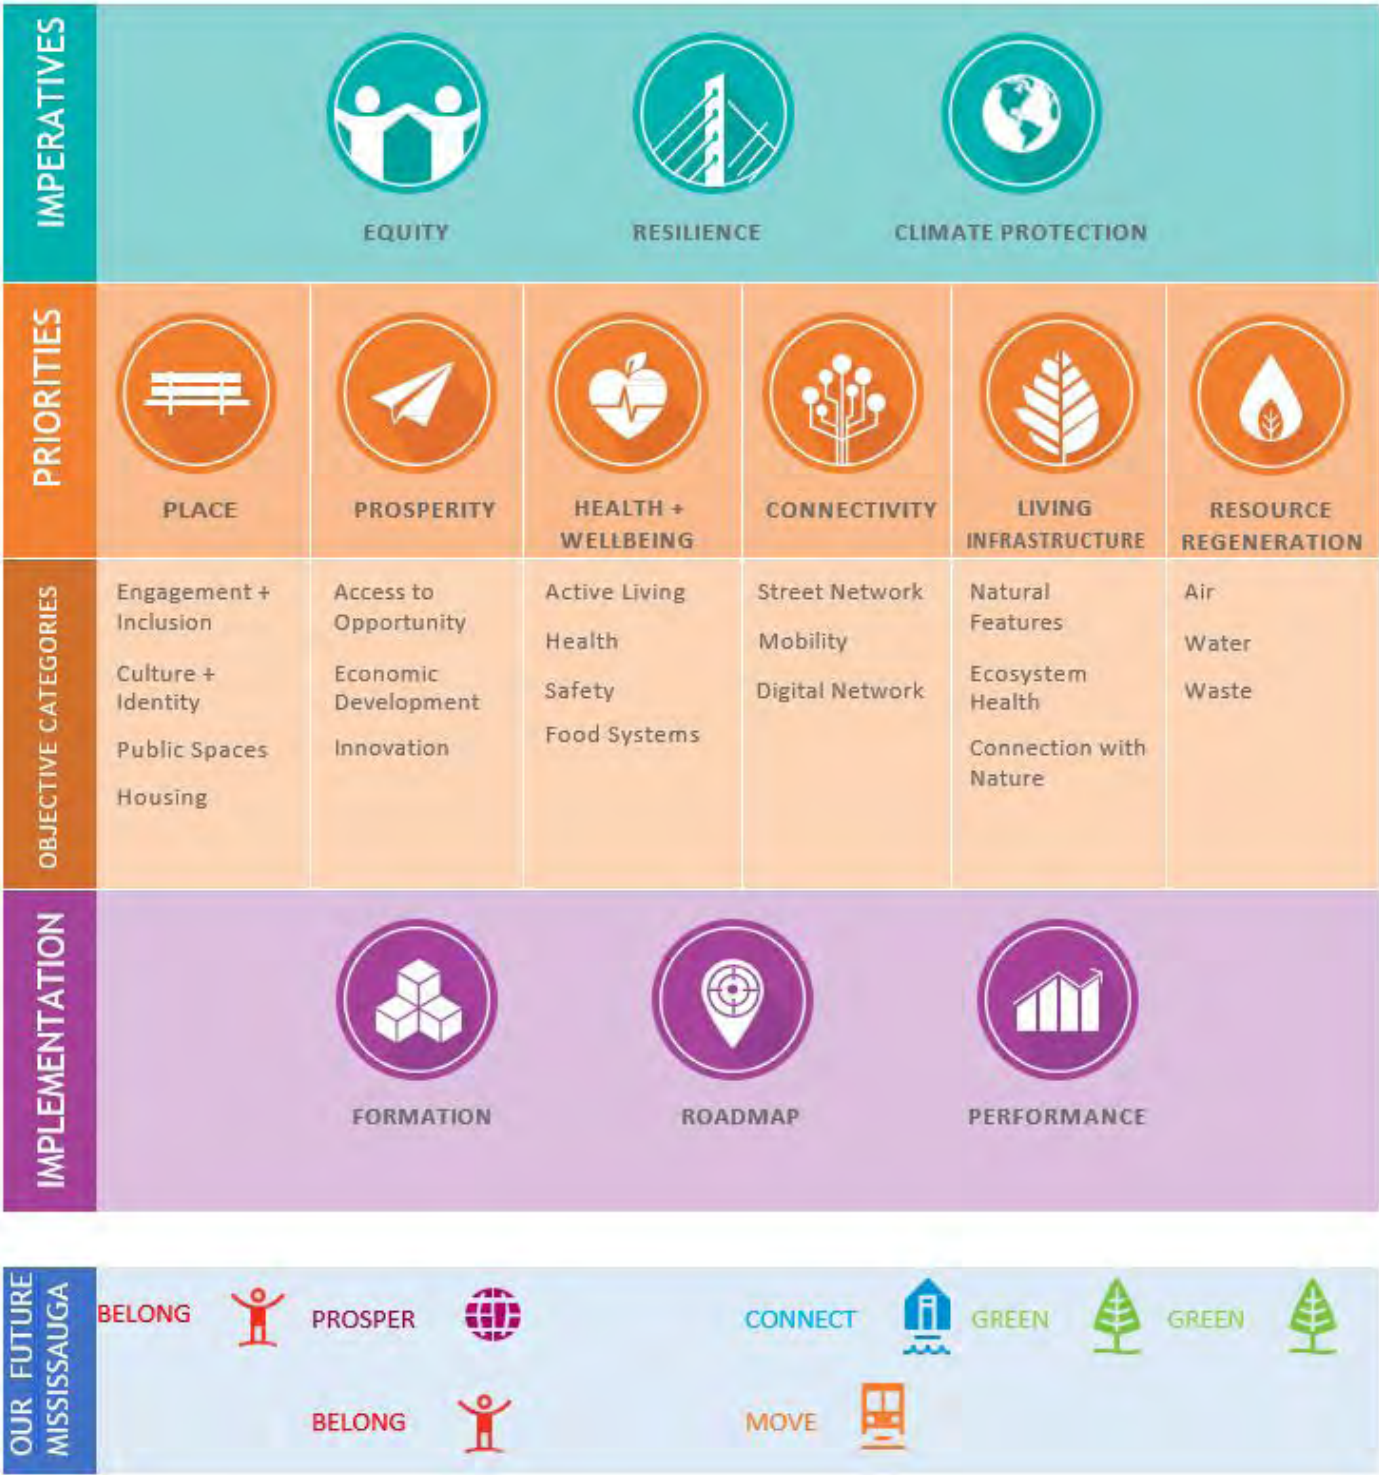 IMPERATIVES
EQUITY
RESILIENCE
CLIMATE PROTECTION
PRIORITIES
PLACE
PROSPERITY
HEALTH +
WELLBEING
CONNECTIVITY
LIVING
INFRASTRUCTURE
RESOURCE
REGENERATION
OBJECTIVE CATEGORIES
Engagement +
Inclusion
Culture +
Identity
Public Spaces
Housing
Access to
Opportunity
Economic
Development
Innovation
Active Living
Health
Safety
Food Systems
Street Network
Mobility
Digital Network
Natural
Features
Ecosystem
Health
Connection with
Nature
Air
Water
Waste
IMPLEMENTATION
FORMATION
ROADMAP
PERFORMANCE
OUR FUTURE
MISSISSAUGA
BELONG
PROSPER
BELONG
CONNECT
MOVE
GREEN
GREEN